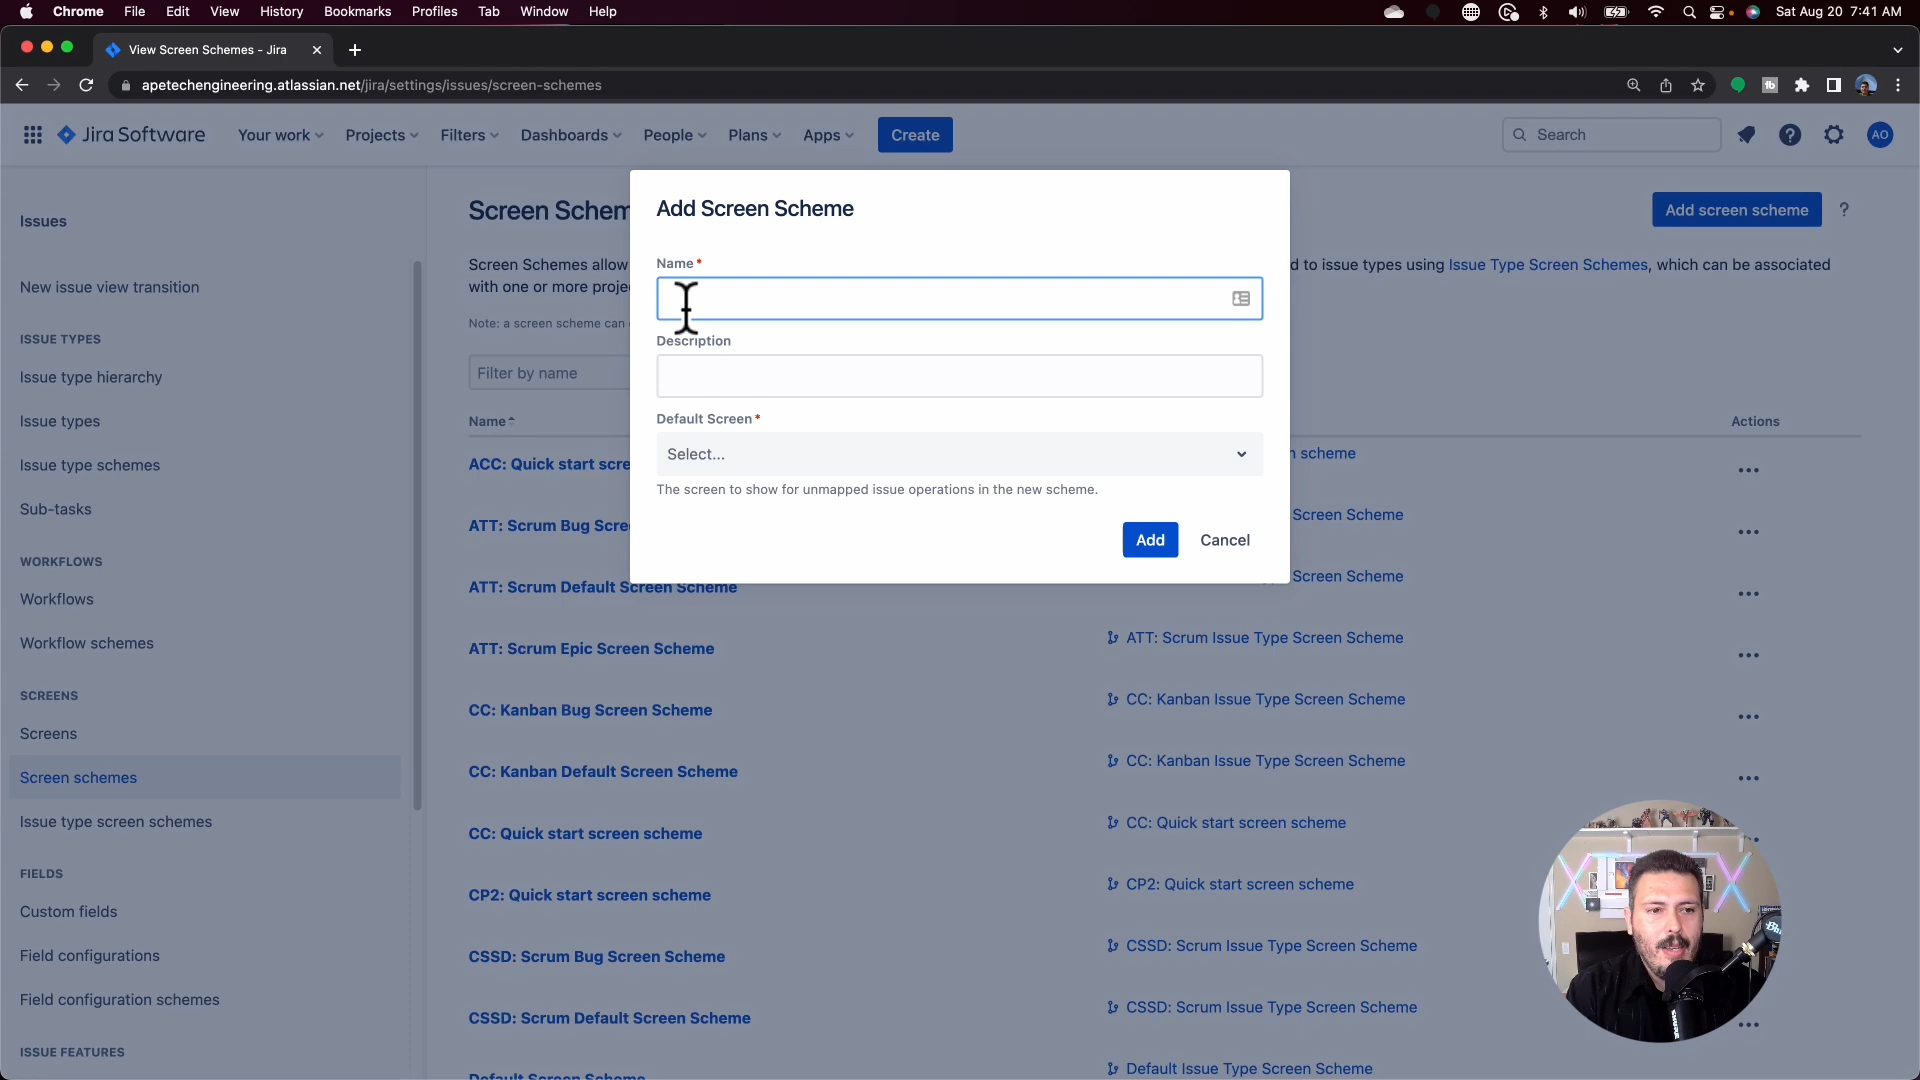 Chrome File Edit View History Bookmarks Profiles Tab Window Help Sat Aug 20 7:41 AM
View Screen Schemes - Jira
apetechengineering.atlassian.net/jira/settings/issues/screen-schemes
Jira Software Your work Projects Filters Dashboards People Plans Apps Create Search AO
Issues
New issue view transition
ISSUE TYPES
Issue type hierarchy
Issue types
Issue type schemes
Sub-tasks
WORKFLOWS
Workflows
Workflow schemes
SCREENS
Screens
Screen schemes
Issue type screen schemes
FIELDS
Custom fields
Field configurations
Field configuration schemes
ISSUE FEATURES
Screen Schem
Add screen scheme ?
Screen Schemes allow
d to issue types using Issue Type Screen Schemes, which can be associated
with one or more proje
Note: a screen scheme can
Filter by name
Name
Actions
ACC: Quick start scre
n scheme
ATT: Scrum Bug Scre
Screen Scheme
ATT: Scrum Default Screen Scheme
Screen Scheme
ATT: Scrum Epic Screen Scheme
ATT: Scrum Issue Type Screen Scheme
CC: Kanban Bug Screen Scheme
CC: Kanban Issue Type Screen Scheme
CC: Kanban Default Screen Scheme
CC: Kanban Issue Type Screen Scheme
CC: Quick start screen scheme
CC: Quick start screen scheme
CP2: Quick start screen scheme
CP2: Quick start screen scheme
CSSD: Scrum Bug Screen Scheme
CSSD: Scrum Issue Type Screen Scheme
CSSD: Scrum Default Screen Scheme
CSSD: Scrum Issue Type Screen Scheme
Default Screen Scheme
Default Issue Type Screen Scheme
Add Screen Scheme
Name *
Description
Default Screen *
Select...
The screen to show for unmapped issue operations in the new scheme.
Add Cancel